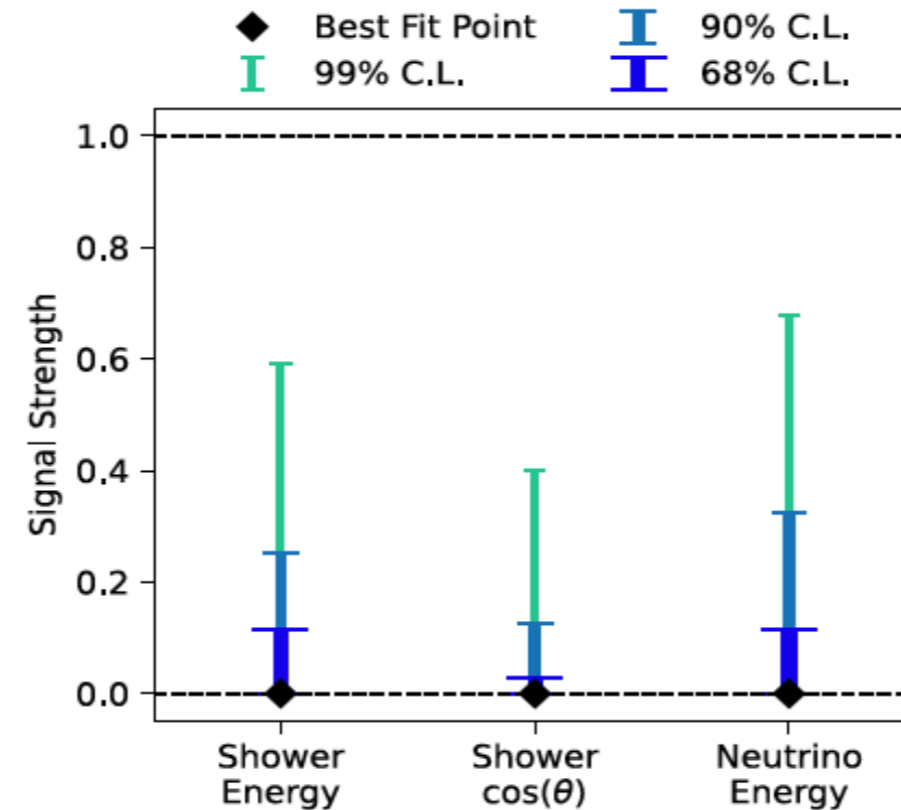 Best Fit Point
90% C.L.
99% C.L.
68% C.L.
1.0
0.8
0.6
0.4
0.2
0.0
Signal Strength
Shower
Energy
Shower
cos(θ)
Neutrino
Energy